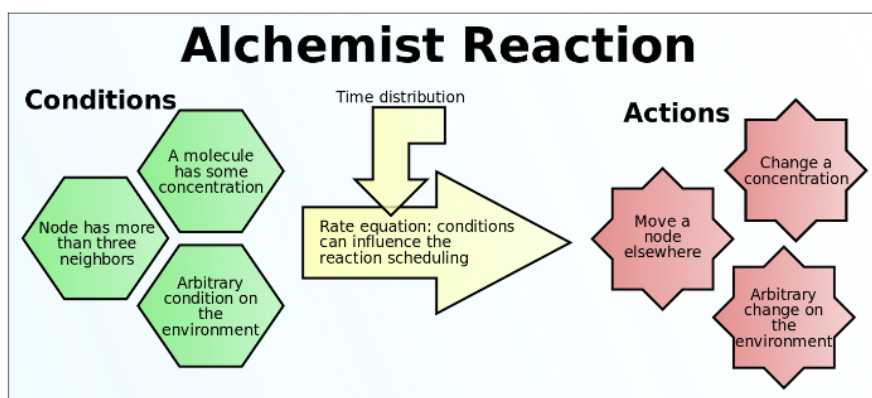 Alchemist Reaction
Conditions
A molecule
has some
concentration
Node has more
than three
neighbors
Arbitrary
condition on
the
environment
Time distribution
Rate equation: conditions
can influence the
reaction scheduling
Actions
Change a
concentration
Move a
node
elsewhere
Arbitrary
change on
the
environment